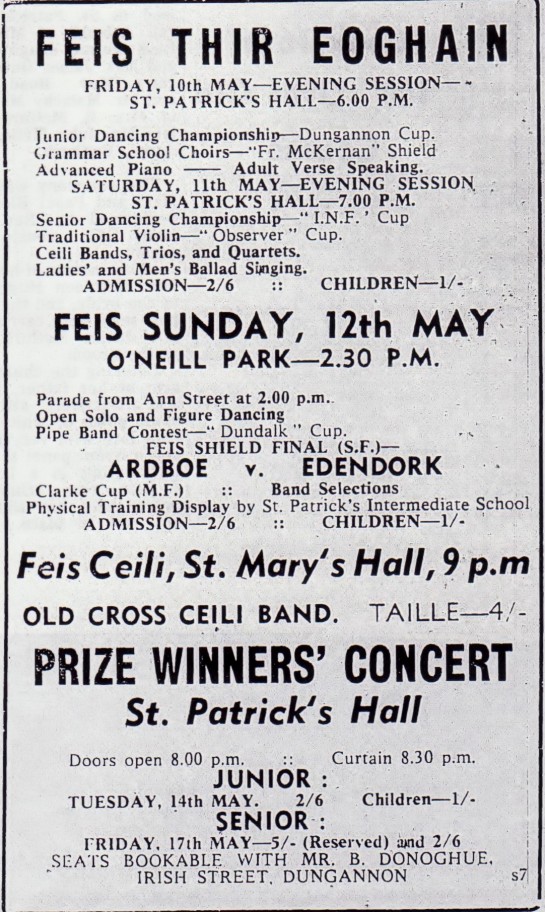 FEIS THIR EOGHAIN
FRIDAY, 10th MAY—EVENING SESSION—
ST. PATRICK'S HALL—6.00 P.M.
Junior Dancing Championship—Dungannon Cup.
Grammar School Choirs—"Fr. McKernan" Shield
Advanced Piano —— Adult Verse Speaking.
SATURDAY, 11th MAY—EVENING SESSION,
ST. PATRICK'S HALL—7.00 P.M.
Senior Dancing Championship—"I.N.F.' Cup
Traditional Violin—"Observer" Cup.
Ceili Bands, Trios, and Quartets.
Ladies' and Men's Ballad Singing.
ADMISSION—2/6 :: CHILDREN—1/-
FEIS SUNDAY, 12th MAY
O'NEILL PARK—2.30 P.M.
Parade from Ann Street at 2.00 p.m.
Open Solo and Figure Dancing
Pipe Band Contest—"Dundalk" Cup.
FEIS SHIELD FINAL (S.F.)—
ARDBOE v. EDENDORK
Clarke Cup (M.F.) :: Band Selections
Physical Training Display by St. Patrick's Intermediate School
ADMISSION—2/6 :: CHILDREN—1/-
Feis Ceili, St. Mary's Hall, 9 p.m
OLD CROSS CEILI BAND. TAILLE—4/-
PRIZE WINNERS' CONCERT
St. Patrick's Hall
Doors open 8.00 p.m. :: Curtain 8.30 p.m.
JUNIOR :
TUESDAY, 14th MAY. 2/6 Children—1/-
SENIOR :
FRIDAY, 17th MAY—5/- (Reserved) and 2/6
SEATS BOOKABLE WITH MR. B. DONOGHUE,
IRISH STREET, DUNGANNON s7